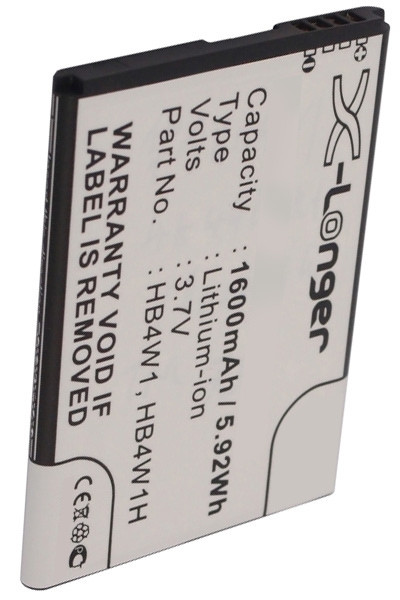 X-Longer
Capacity : 1600mAh / 5.92Wh
Type : Lithium-ion
Volts : 3.7V
Part No. : HB4W1, HB4W1H
WARRANTY VOID IF
LABEL IS REMOVED
CE